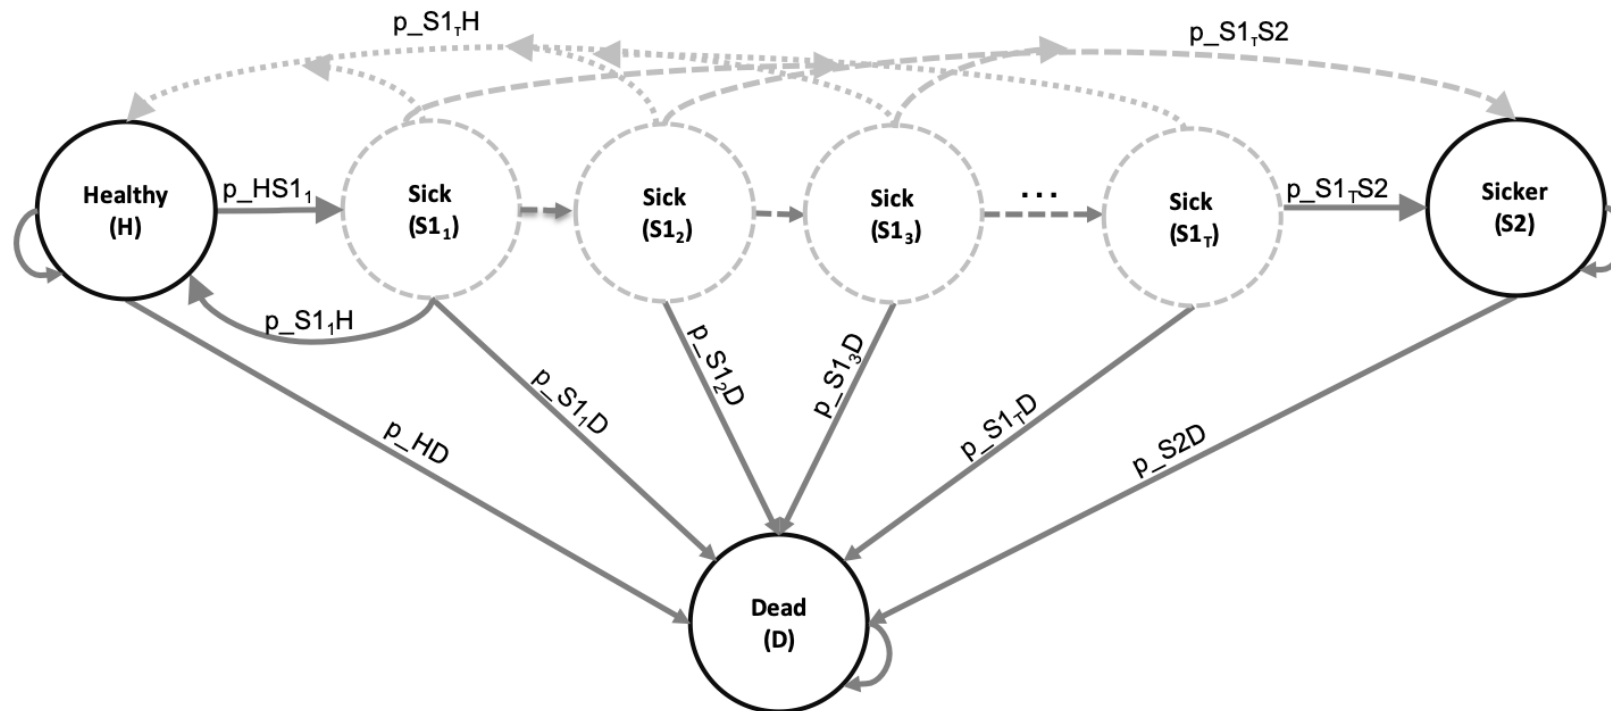 p_S1ₜH
p_S1ₜS2
Healthy
(H)
p_HS1₁
Sick
(S1₁)
Sick
(S1₂)
Sick
(S1₃)
...
Sick
(S1ₜ)
p_S1ₜS2
Sicker
(S2)
p_S1₁H
p_HD
p_S1₁D
p_S1₂D
p_S1₃D
p_S1ₜD
p_S2D
Dead
(D)